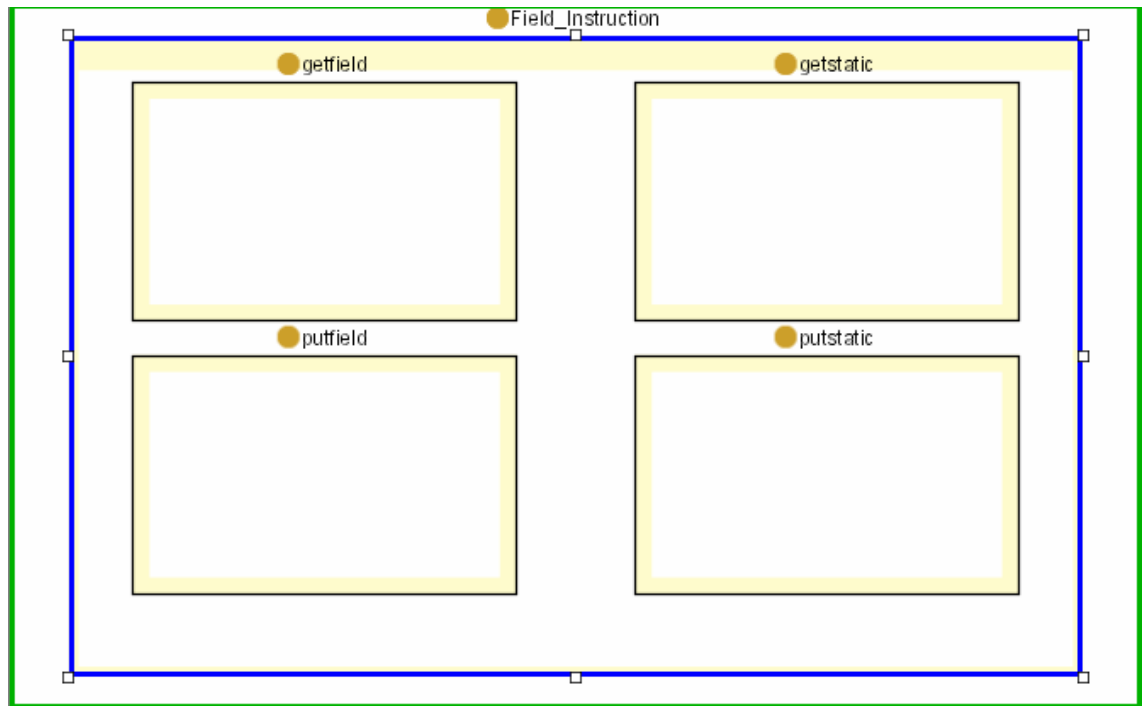 Field_Instruction
getfield
getstatic
putfield
putstatic